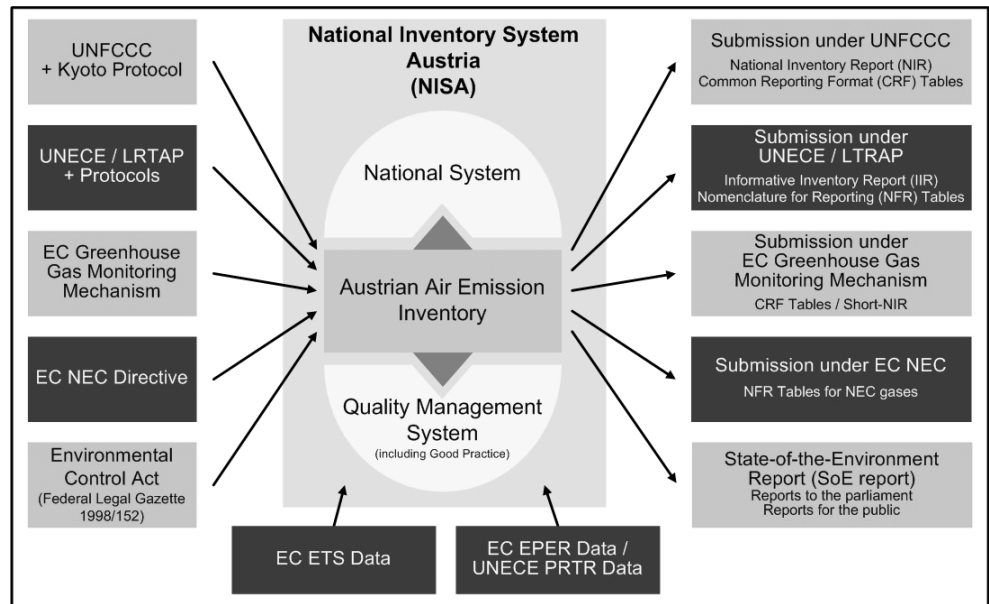 UNFCCC
+ Kyoto Protocol
UNECE / LRTAP
+ Protocols
EC Greenhouse
Gas Monitoring
Mechanism
EC NEC Directive
Environmental
Control Act
(Federal Legal Gazette
1998/152)
National Inventory System
Austria
(NISA)
National System
Austrian Air Emission
Inventory
Quality Management
System
(including Good Practice)
EC ETS Data
EC EPER Data /
UNECE PRTR Data
Submission under UNFCCC
National Inventory Report (NIR)
Common Reporting Format (CRF) Tables
Submission under
UNECE / LTRAP
Informative Inventory Report (IIR)
Nomenclature for Reporting (NFR) Tables
Submission under
EC Greenhouse Gas
Monitoring Mechanism
CRF Tables / Short-NIR
Submission under EC NEC
NFR Tables for NEC gases
State-of-the-Environment
Report (SoE report)
Reports to the parliament
Reports for the public